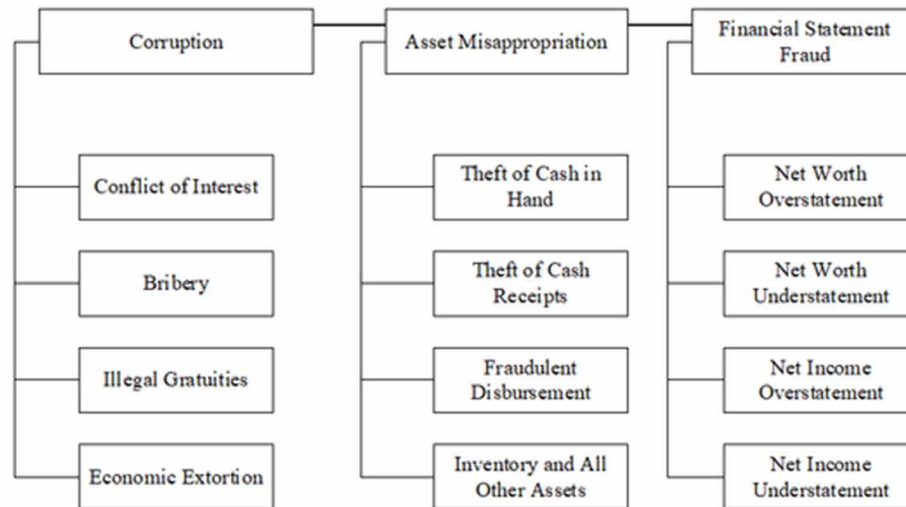 Corruption
Asset Misappropriation
Financial Statement
Fraud
Conflict of Interest
Theft of Cash in
Hand
Net Worth
Overstatement
Bribery
Theft of Cash
Receipts
Net Worth
Understatement
Illegal Gratuities
Fraudulent
Disbursement
Net Income
Overstatement
Economic Extortion
Inventory and All
Other Assets
Net Income
Understatement